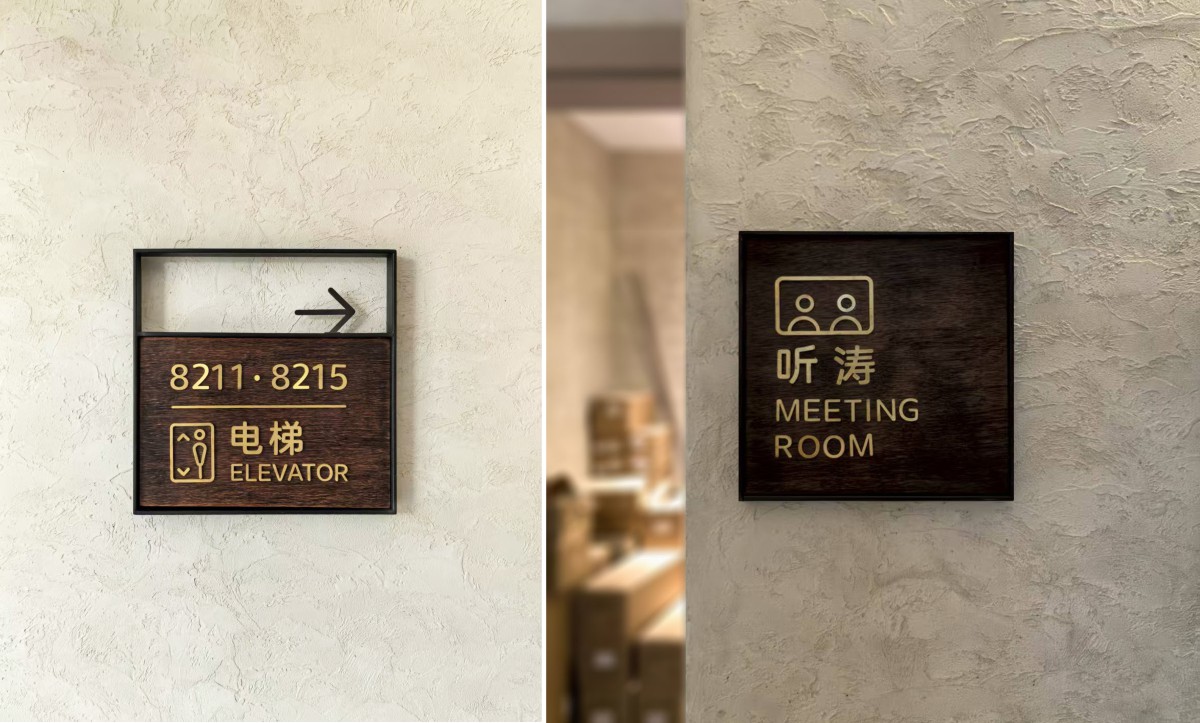 8211·8215
电梯
ELEVATOR
听涛
MEETING
ROOM